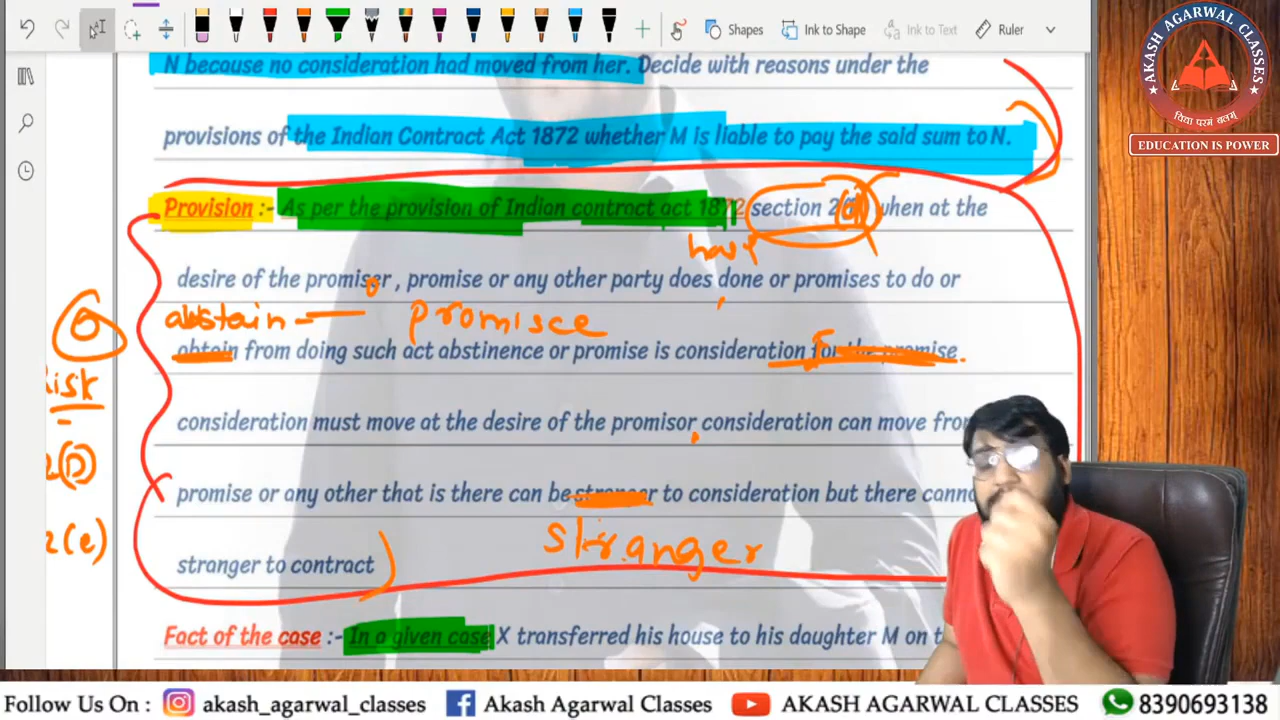 Shapes
Ink to Shape
Ink to Text
Ruler
AKASH AGARWAL CLASSES
विद्या परमं बलम्
EDUCATION IS POWER
N because no consideration had moved from her. Decide with reasons under the
provisions of the Indian Contract Act 1872 whether M is liable to pay the said sum to N.
Provision :- As per the provision of Indian contract act 1872 section 2(d) when at the
have
desire of the promisor , promise or any other party does done or promises to do or
abstain - promisee
obtain from doing such act abstinence or promise is consideration for the promise.
Risk
consideration must move at the desire of the promisor consideration can move from
promise or any other that is there can be stranger to consideration but there
2(e)
stranger
stranger to contract
Fact of the case :- In a given case X transferred his house to his daughter M on
Follow Us On : akash_agarwal_classes Akash Agarwal Classes AKASH AGARWAL CLASSES 8390693138